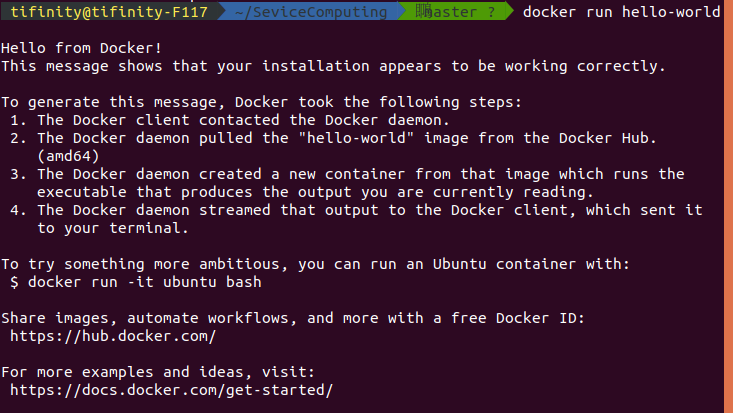 tifinity@tifinity-F117 ~/SeviceComputing master ? docker run hello-world
Hello from Docker!
This message shows that your installation appears to be working correctly.
To generate this message, Docker took the following steps:
1. The Docker client contacted the Docker daemon.
2. The Docker daemon pulled the "hello-world" image from the Docker Hub.
(amd64)
3. The Docker daemon created a new container from that image which runs the
executable that produces the output you are currently reading.
4. The Docker daemon streamed that output to the Docker client, which sent it
to your terminal.
To try something more ambitious, you can run an Ubuntu container with:
$ docker run -it ubuntu bash
Share images, automate workflows, and more with a free Docker ID:
https://hub.docker.com/
For more examples and ideas, visit:
https://docs.docker.com/get-started/